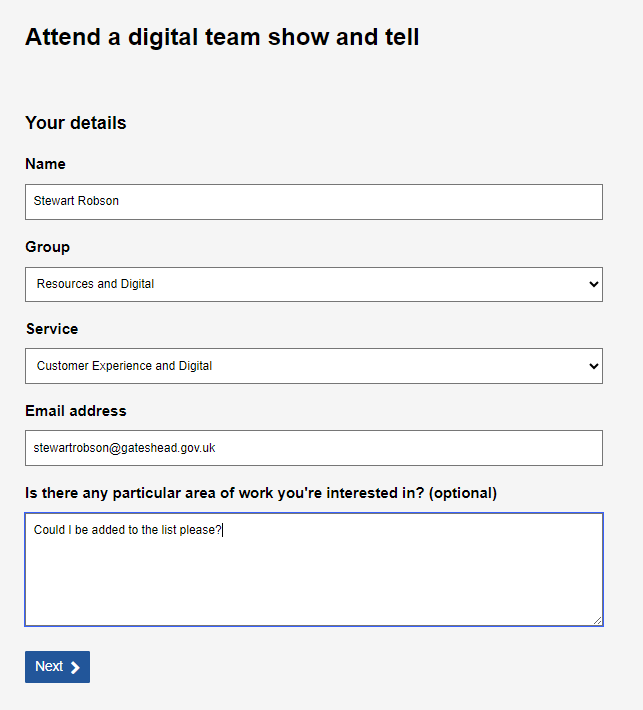 Attend a digital team show and tell
Your details
Name
Stewart Robson
Group
Resources and Digital
Service
Customer Experience and Digital
Email address
stewartrobson@gateshead.gov.uk
Is there any particular area of work you're interested in? (optional)
Could I be added to the list please?
Next